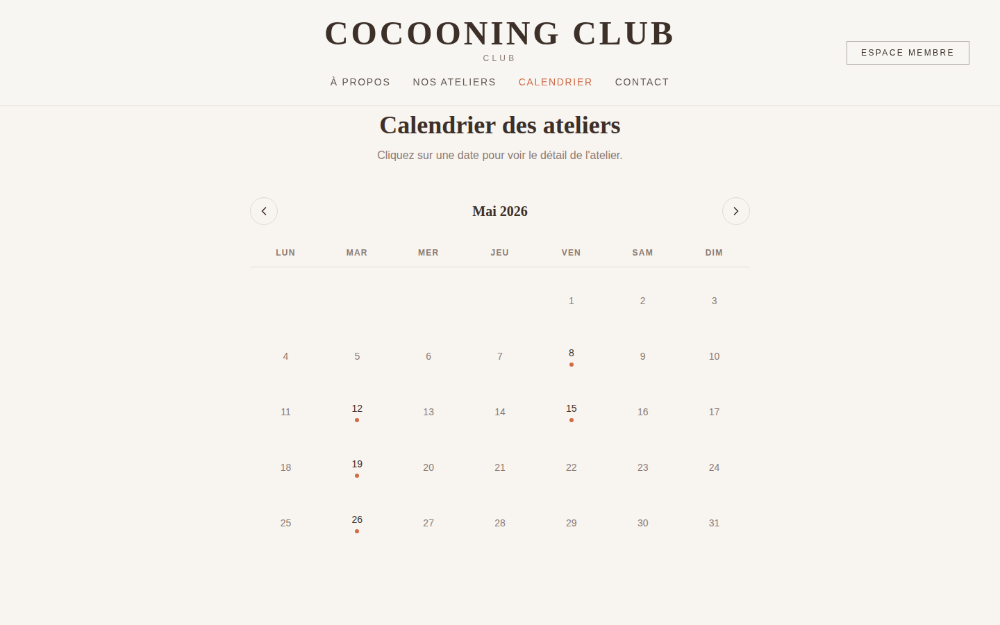 COCOONING CLUB
CLUB
ESPACE MEMBRE
À PROPOS NOS ATELIERS CALENDRIER CONTACT
Calendrier des ateliers
Cliquez sur une date pour voir le détail de l'atelier.
Mai 2026
LUN MAR MER JEU VEN SAM DIM
1 2 3
4 5 6 7 8 9 10
11 12 13 14 15 16 17
18 19 20 21 22 23 24
25 26 27 28 29 30 31